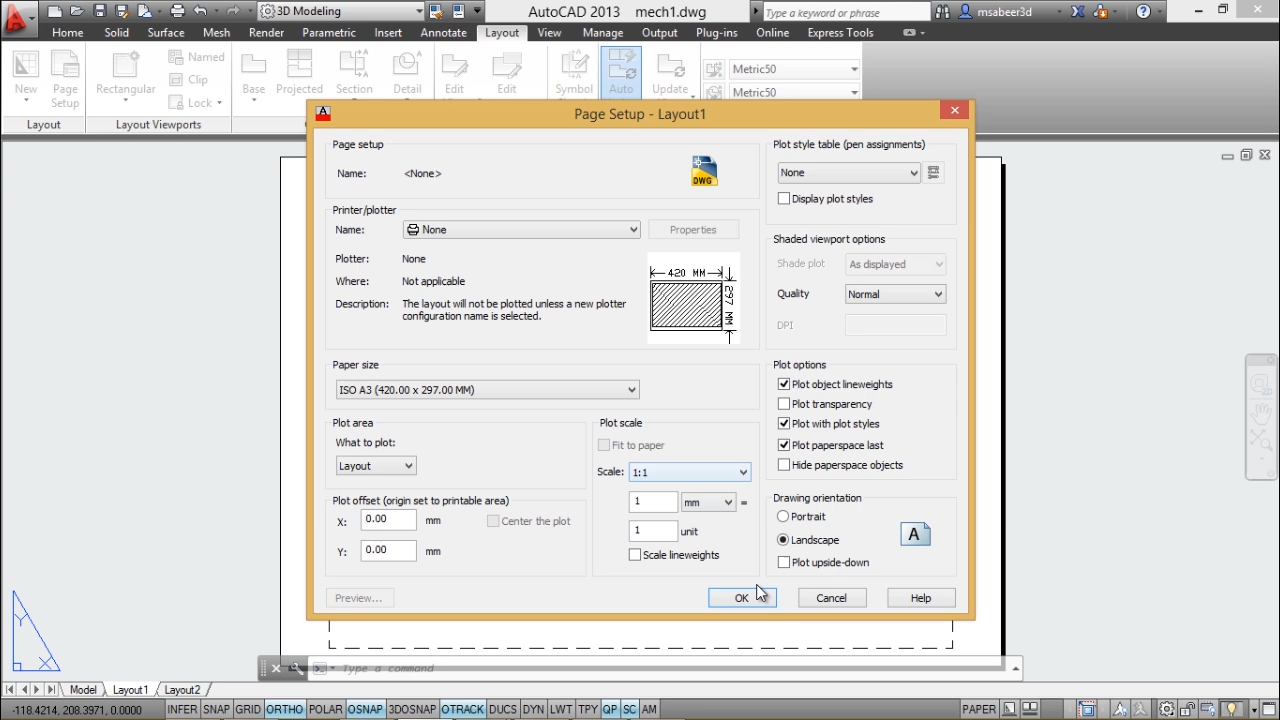 3D Modeling
AutoCAD 2013 mech1.dwg
Type a keyword or phrase
msabeer3d
Home Solid Surface Mesh Render Parametric Insert Annotate Layout View Manage Output Plug-ins Online Express Tools
New
Page Setup
Rectangular
Named
Clip
Lock
Base
Projected
Section
Detail
Edit
Edit
Symbol
Auto
Update
Metric50
Metric50
Layout
Layout Viewports
Page Setup - Layout1
Page setup
Name: <None>
DWG
Printer/plotter
Name: None
Properties
Plotter: None
Where: Not applicable
Description: The layout will not be plotted unless a new plotter
configuration name is selected.
420 MM
297 MM
Paper size
ISO A3 (420.00 x 297.00 MM)
Plot area
What to plot:
Layout
Plot offset (origin set to printable area)
X: 0.00 mm
Center the plot
Y: 0.00 mm
Plot scale
Fit to paper
Scale: 1:1
1 mm =
1 unit
Scale lineweights
Plot style table (pen assignments)
None
Display plot styles
Shaded viewport options
Shade plot As displayed
Quality Normal
DPI
Plot options
Plot object lineweights
Plot transparency
Plot with plot styles
Plot paperspace last
Hide paperspace objects
Drawing orientation
Portrait
Landscape
Plot upside-down
A
Preview...
OK
Cancel
Help
Y
X
Type a command
Model Layout1 Layout2
-118.4214, 208.3971, 0.0000
INFER SNAP GRID ORTHO POLAR OSNAP 3DOSNAP OTRACK DUCS DYN LWT TPY QP SC AM
PAPER